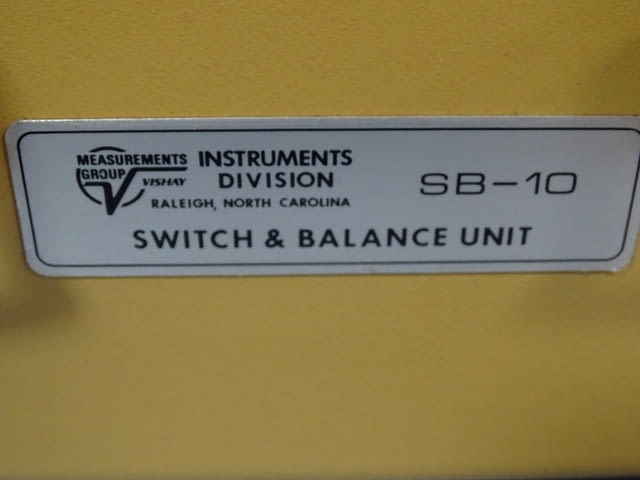 MEASUREMENTS
GROUP
VISHAY
INSTRUMENTS
DIVISION
RALEIGH, NORTH CAROLINA
SB-10
SWITCH & BALANCE UNIT